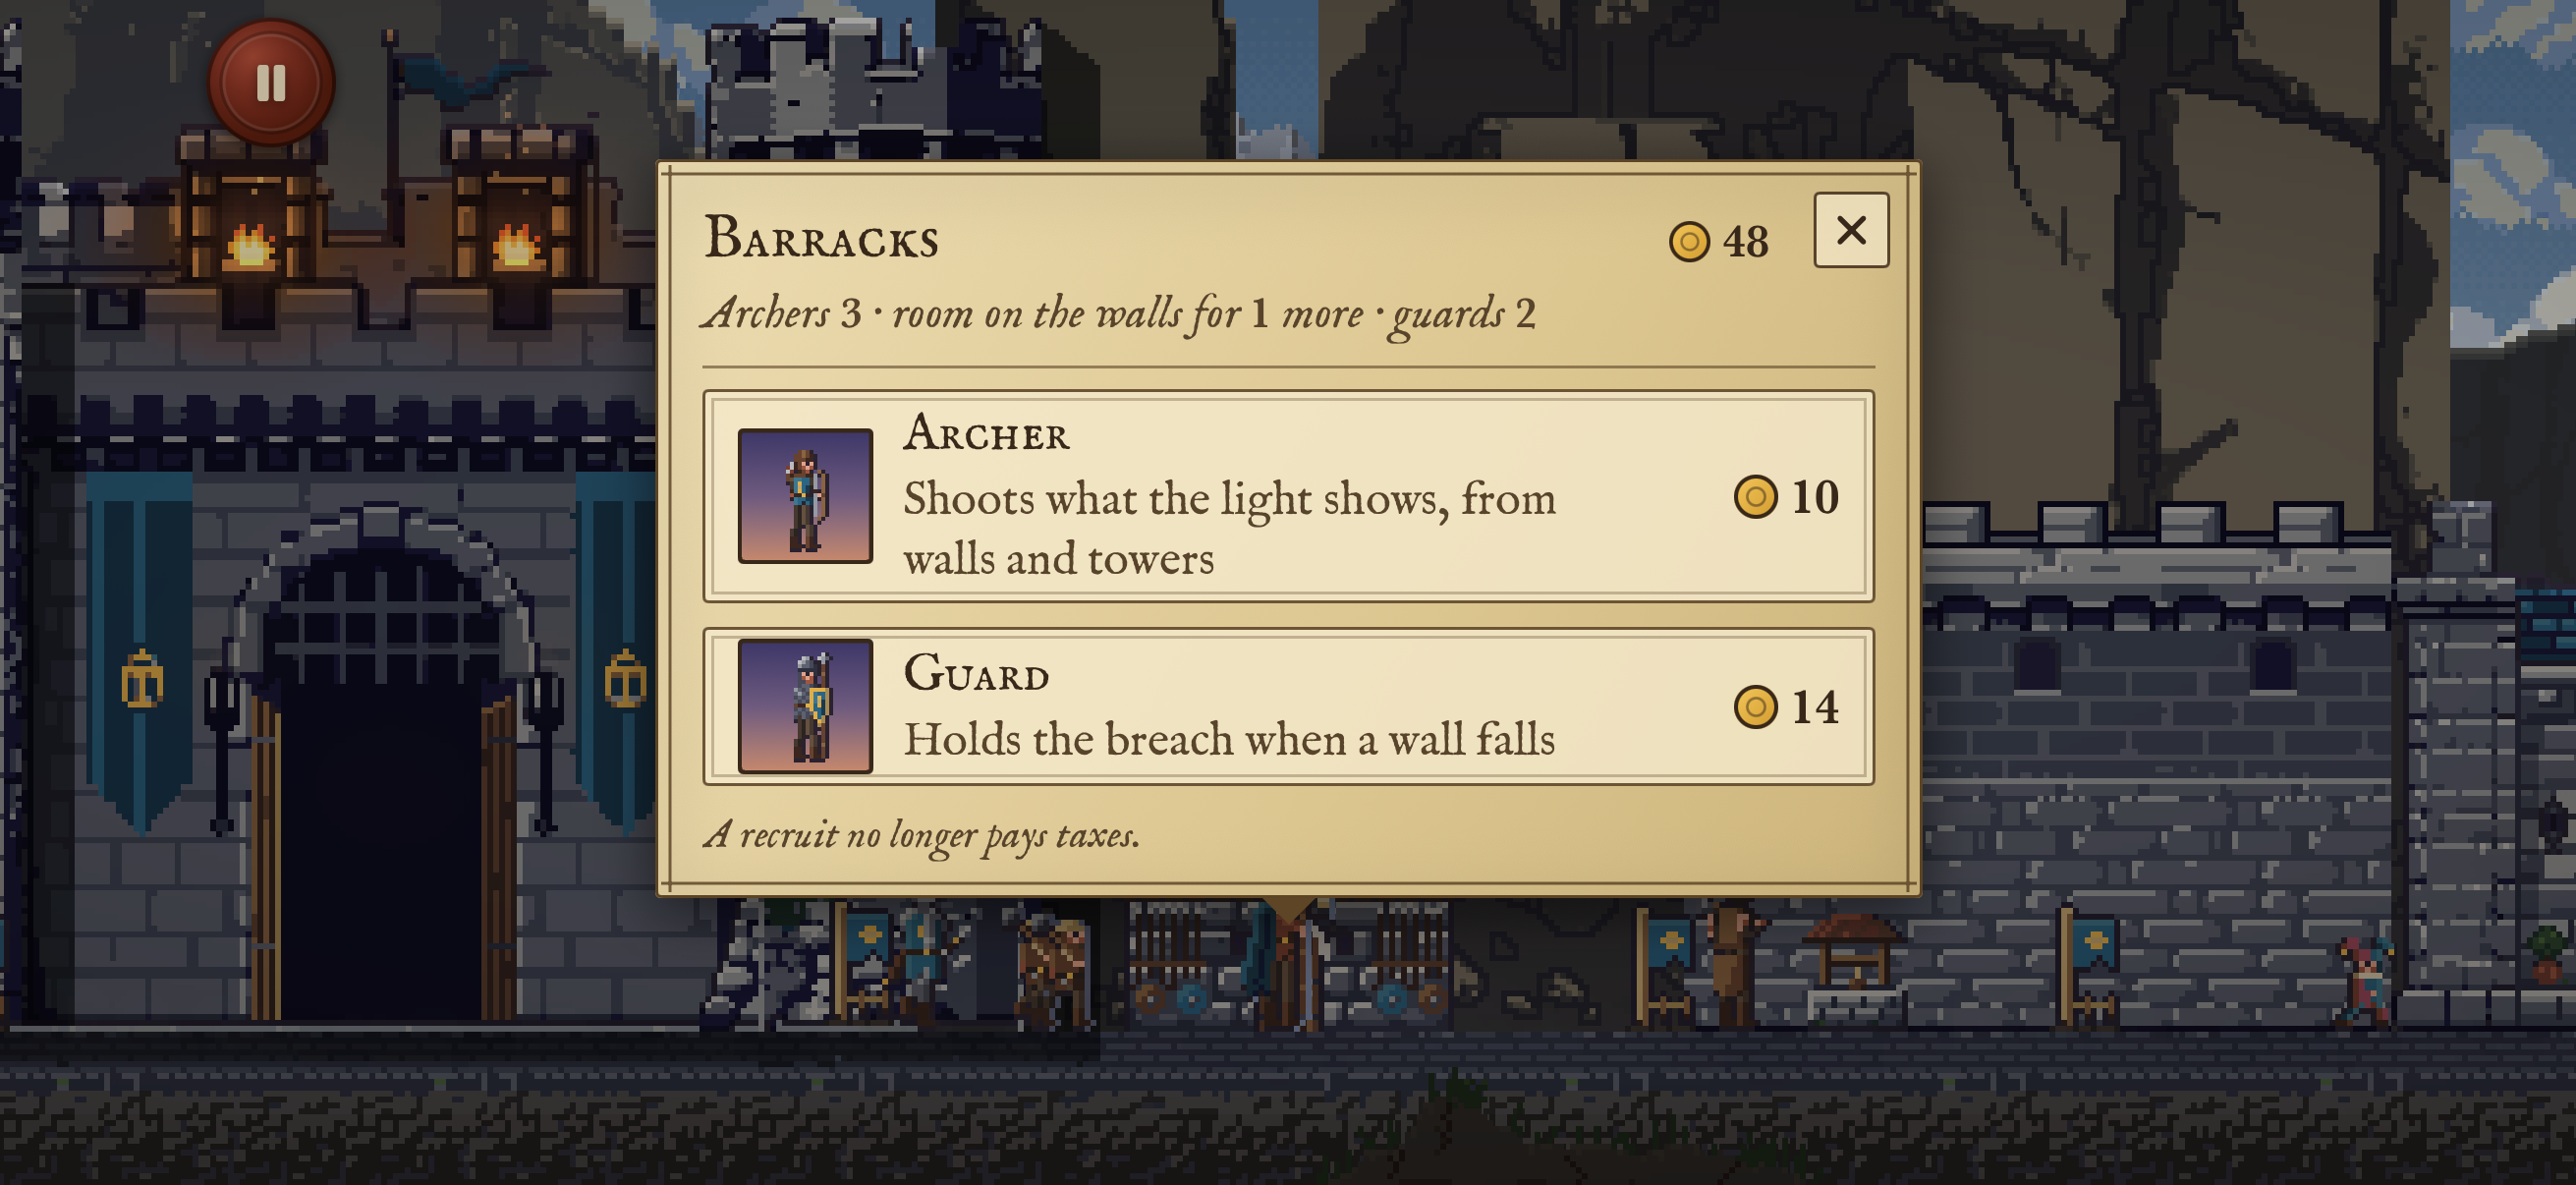 Barracks
48
Archers 3 · room on the walls for 1 more · guards 2
Archer
Shoots what the light shows, from
walls and towers
10
Guard
Holds the breach when a wall falls
14
A recruit no longer pays taxes.